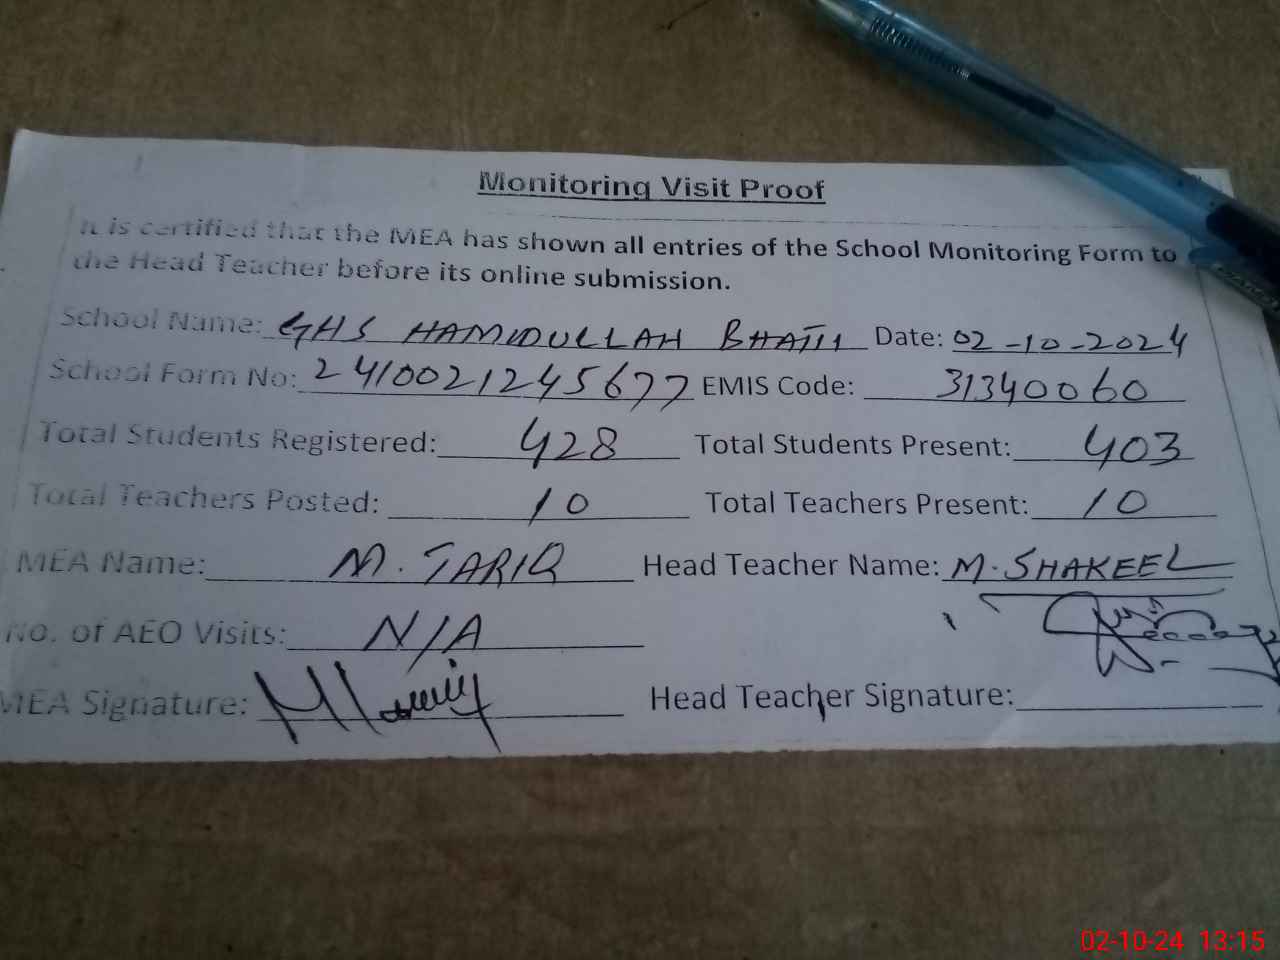 Monitoring Visit Proof
It is certified that the MEA has shown all entries of the School Monitoring Form to
the Head Teacher before its online submission.
School Name: GHS HAMIDULLAH BHATTI Date: 02-10-2024
School Form No: 2410021245677 EMIS Code: 31340060
Total Students Registered: 428 Total Students Present: 403
Total Teachers Posted: 10 Total Teachers Present: 10
MEA Name: M. TARIQ Head Teacher Name: M. SHAKEEL
No. of AEO Visits: N/A
MEA Signature: Head Teacher Signature:
02-10-24 13:15